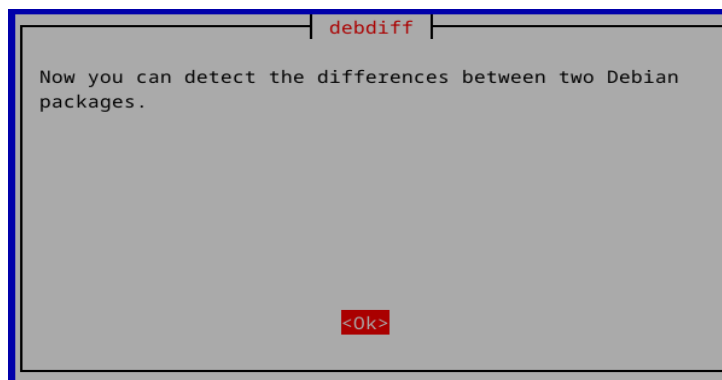 debdiff
Now you can detect the differences between two Debian
packages.
<Ok>